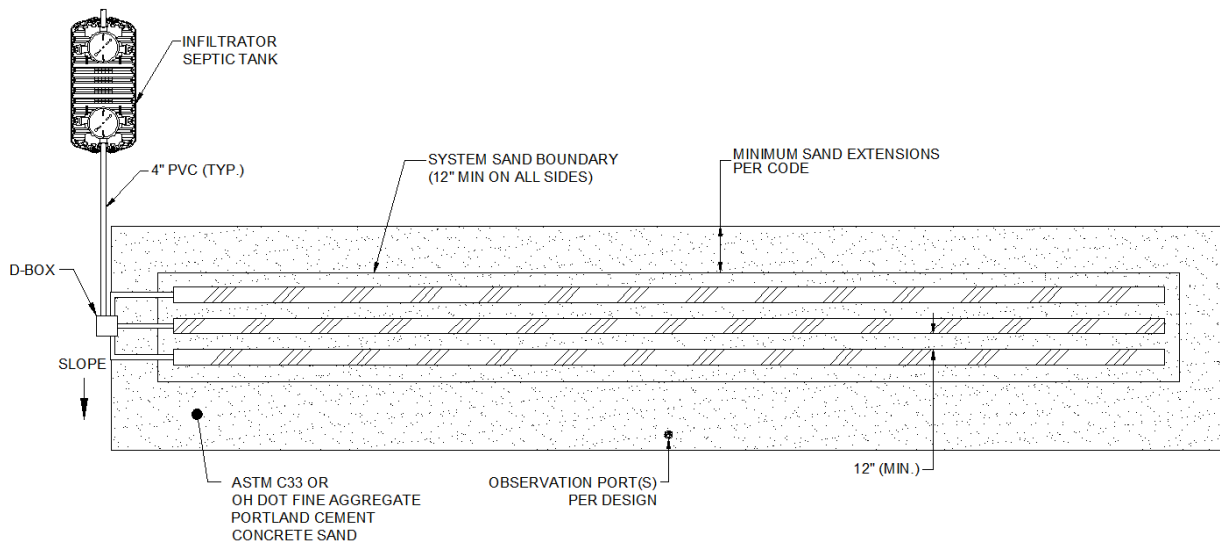 INFILTRATOR
SEPTIC TANK
4" PVC (TYP.)
SYSTEM SAND BOUNDARY
(12" MIN ON ALL SIDES)
MINIMUM SAND EXTENSIONS
PER CODE
D-BOX
SLOPE
ASTM C33 OR
OH DOT FINE AGGREGATE
PORTLAND CEMENT
CONCRETE SAND
OBSERVATION PORT(S)
PER DESIGN
12" (MIN.)